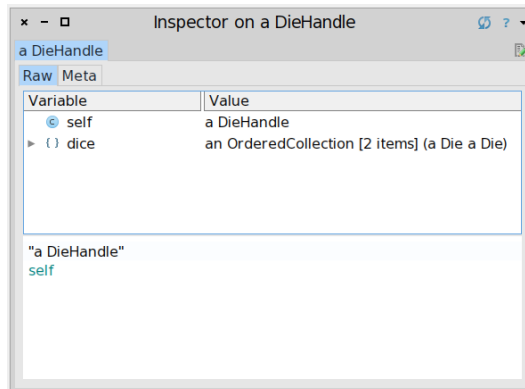 Inspector on a DieHandle
?
a DieHandle
Raw Meta
Variable Value
c self a DieHandle
{ } dice an OrderedCollection [2 items] (a Die a Die)
"a DieHandle"
self